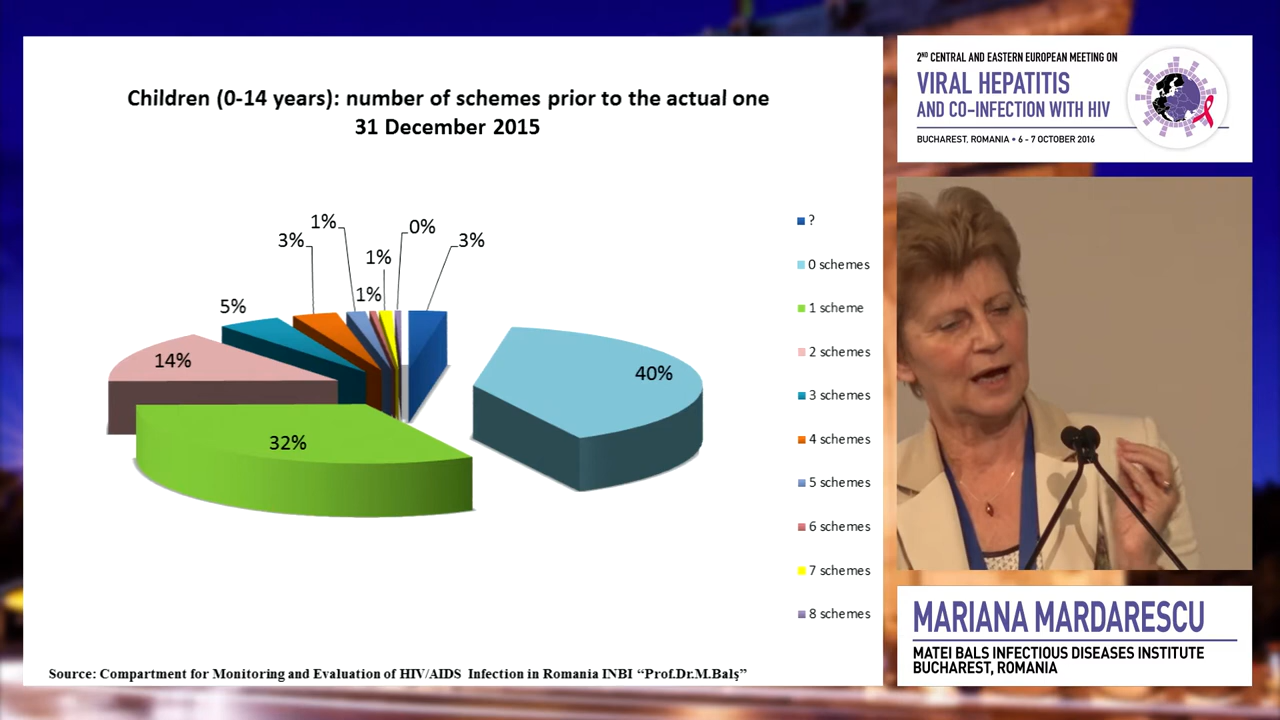 Children (0-14 years): number of schemes prior to the actual one
31 December 2015
1%
0%
3%
3%
1%
1%
5%
14%
40%
32%
?
0 schemes
1 scheme
2 schemes
3 schemes
4 schemes
5 schemes
6 schemes
7 schemes
8 schemes
Source: Compartment for Monitoring and Evaluation of HIV/AIDS Infection in Romania INBI “Prof.Dr.M.Balş”
2ND CENTRAL AND EASTERN EUROPEAN MEETING ON
VIRAL HEPATITIS
AND CO-INFECTION WITH HIV
BUCHAREST, ROMANIA • 6 - 7 OCTOBER 2016
MARIANA MARDARESCU
MATEI BALS INFECTIOUS DISEASES INSTITUTE
BUCHAREST, ROMANIA